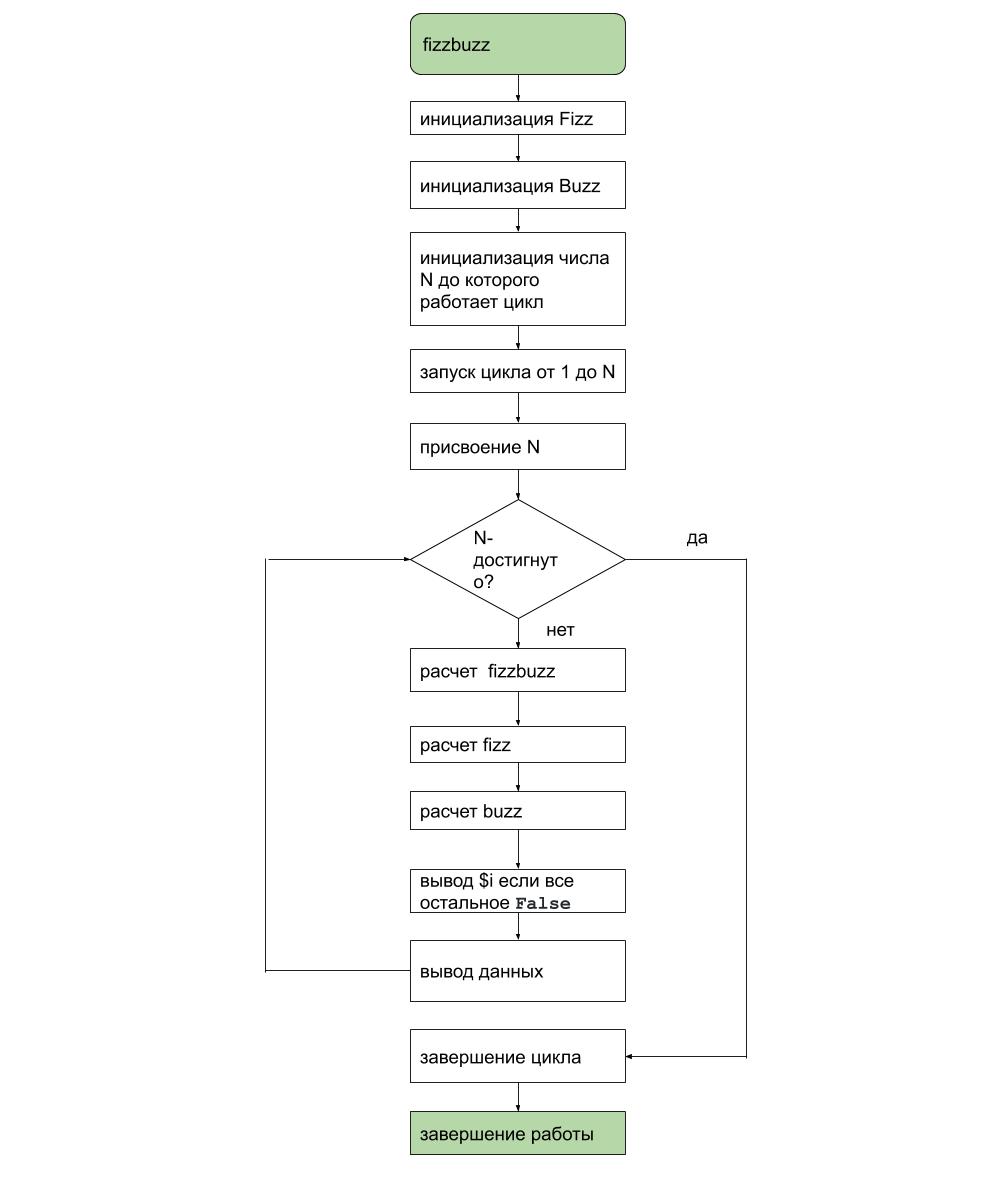 fizzbuzz
инициализация Fizz
инициализация Buzz
инициализация числа
N до которого
работает цикл
запуск цикла от 1 до N
присвоение N
N-
достигнут
о?
да
нет
расчет  fizzbuzz
расчет fizz
расчет buzz
вывод $i если все
остальное False
вывод данных
завершение цикла
завершение работы